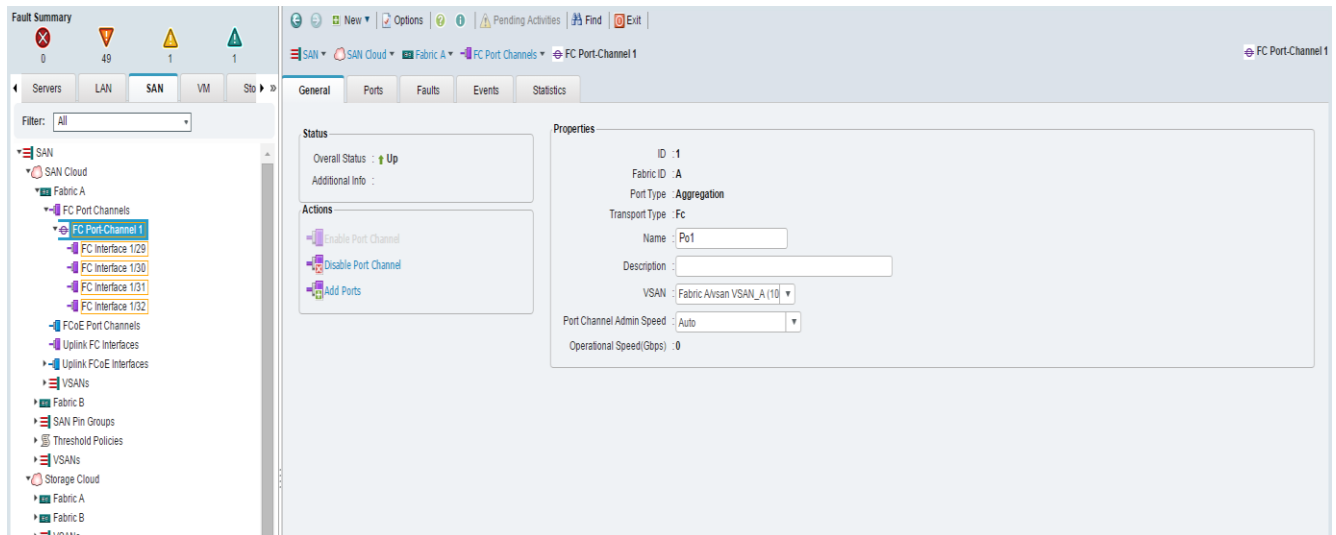 Fault Summary
0 49 1 1
Servers LAN SAN VM Sto
Filter: All
SAN
SAN Cloud
Fabric A
FC Port Channels
FC Port-Channel 1
FC Interface 1/29
FC Interface 1/30
FC Interface 1/31
FC Interface 1/32
FCoE Port Channels
Uplink FC Interfaces
Uplink FCoE Interfaces
VSANs
Fabric B
SAN Pin Groups
Threshold Policies
VSANs
Storage Cloud
Fabric A
Fabric B
VSANs
New Options Pending Activities Find Exit
SAN SAN Cloud Fabric A FC Port Channels FC Port-Channel 1
FC Port-Channel 1
General Ports Faults Events Statistics
Status
Overall Status : Up
Additional Info :
Actions
Enable Port Channel
Disable Port Channel
Add Ports
Properties
ID :1
Fabric ID :A
Port Type :Aggregation
Transport Type :Fc
Name : Po1
Description :
VSAN : Fabric A/vsan VSAN_A (10
Port Channel Admin Speed : Auto
Operational Speed(Gbps) :0